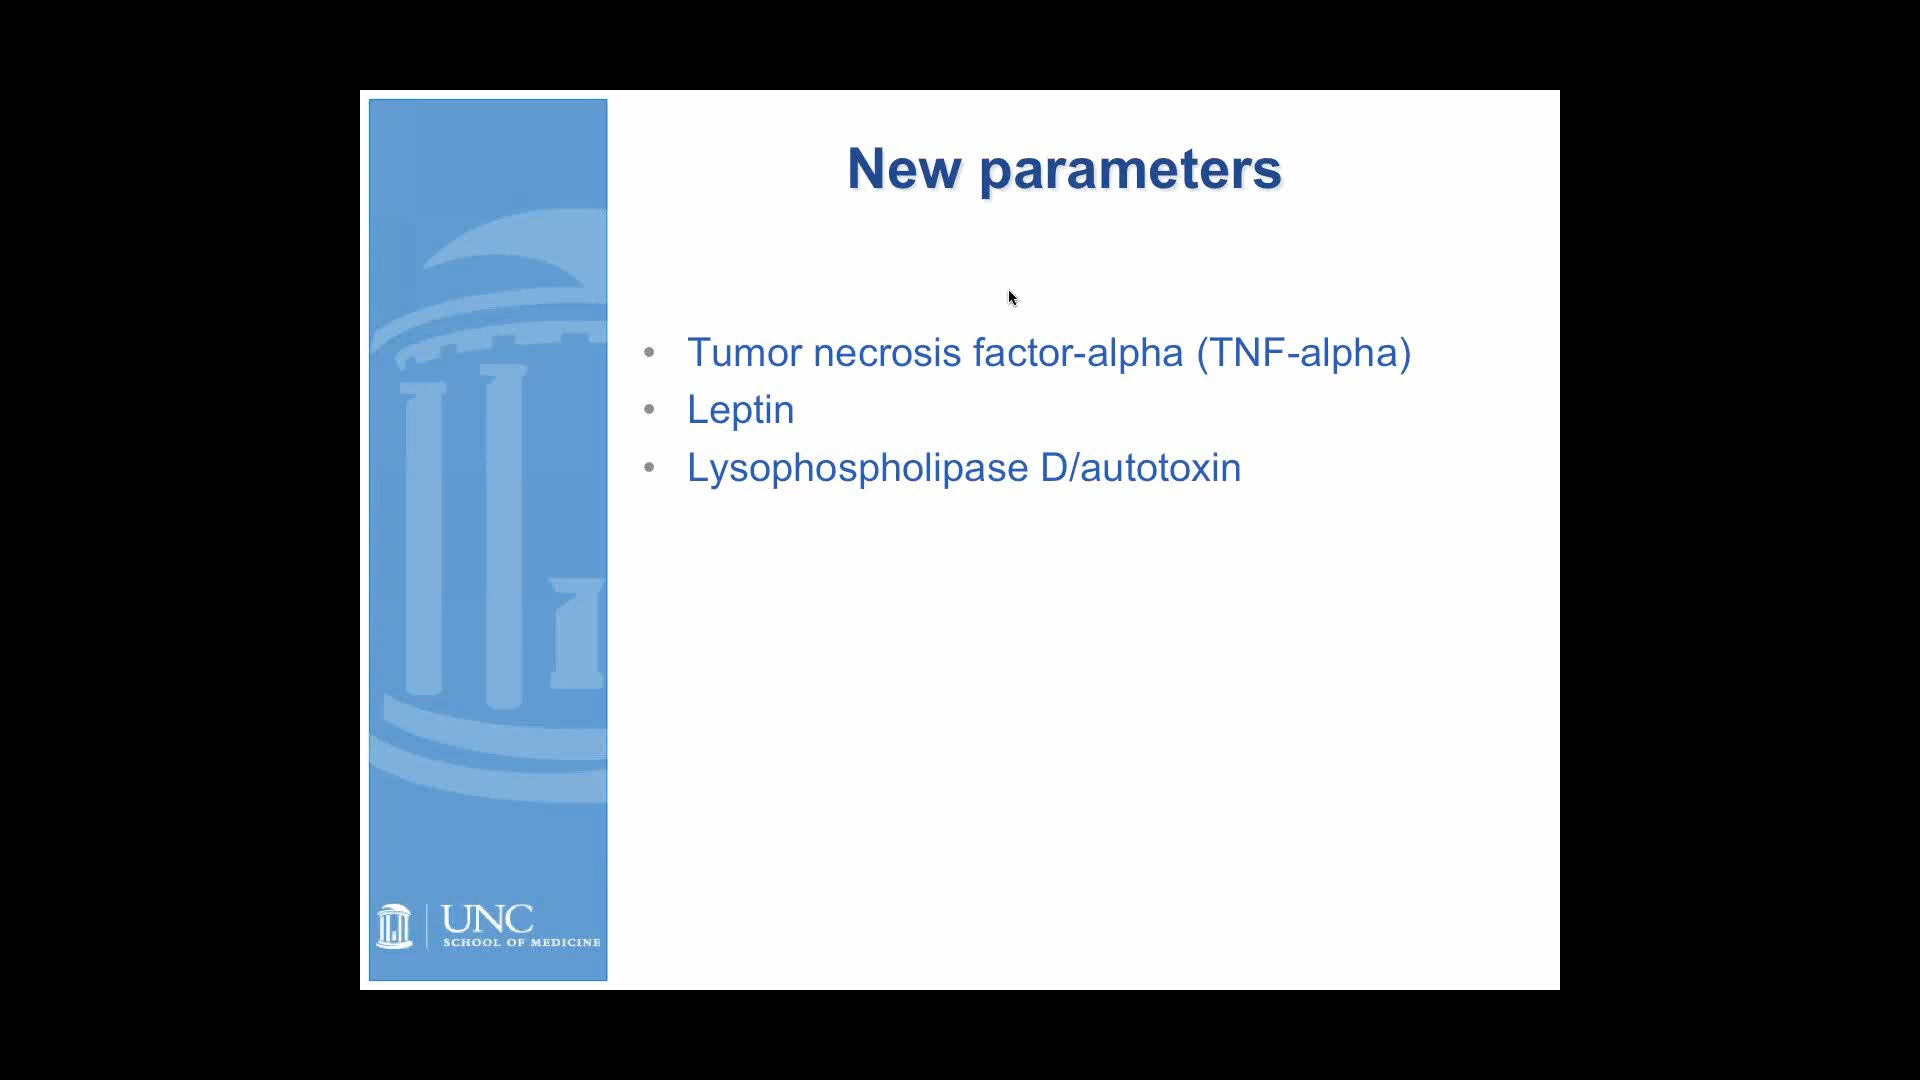 New parameters
• Tumor necrosis factor-alpha (TNF-alpha)
• Leptin
• Lysophospholipase D/autotoxin
UNC
SCHOOL OF MEDICINE